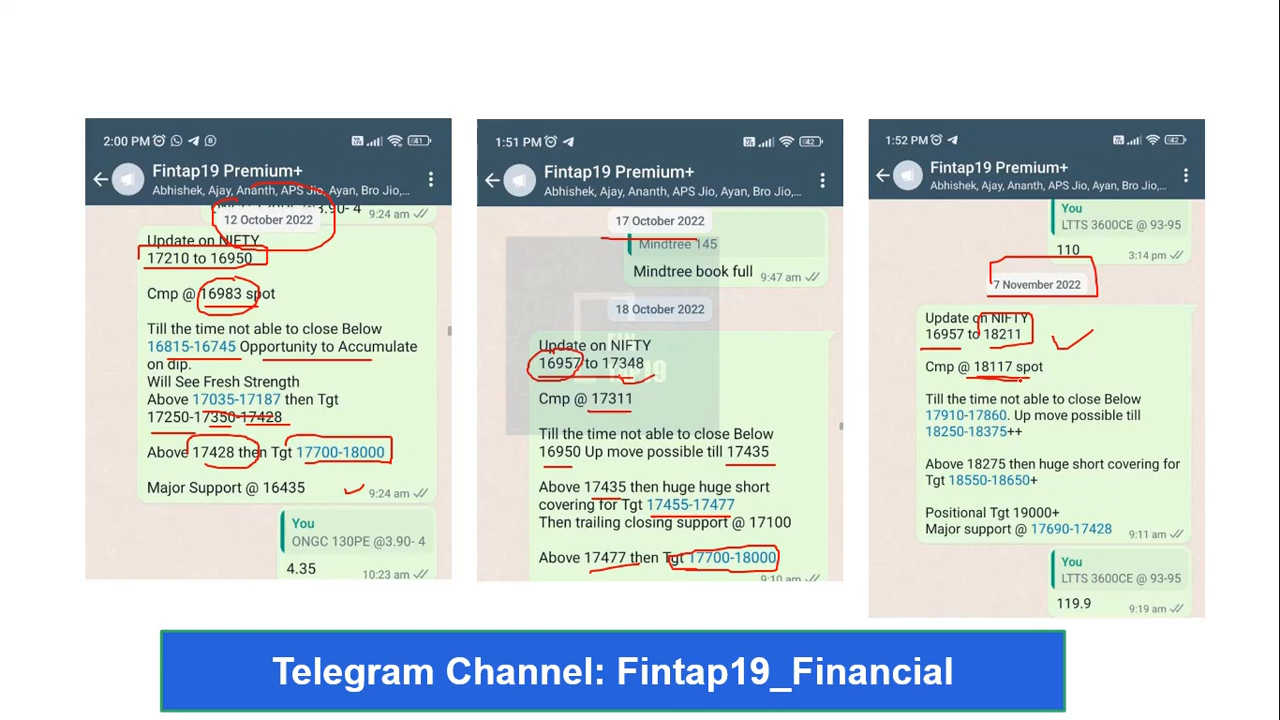 2:00 PM
41
Fintap19 Premium+
Abhishek, Ajay, Ananth, APS Jio, Ayan, Bro Jio,...
3.90- 4
9:24 am
12 October 2022
Update on NIFTY
17210 to 16950
Cmp @ 16983 spot
Till the time not able to close Below
16815-16745 Opportunity to Accumulate
on dip.
Will See Fresh Strength
Above 17035-17187 then Tgt
17250-17350-17428
Above 17428 then Tgt 17700-18000
Major Support @ 16435
9:24 am
You
ONGC 130PE @3.90- 4
4.35
10:23 am
1:51 PM
42
Fintap19 Premium+
Abhishek, Ajay, Ananth, APS Jio, Ayan, Bro Jio,...
17 October 2022
Mindtree 145
Mindtree book full
9:47 am
18 October 2022
Update on NIFTY
16957 to 17348
Cmp @ 17311
Till the time not able to close Below
16950 Up move possible till 17435
Above 17435 then huge huge short
covering for Tgt 17455-17477
Then trailing closing support @ 17100
Above 17477 then Tgt 17700-18000
9:10 am
1:52 PM
42
Fintap19 Premium+
Abhishek, Ajay, Ananth, APS Jio, Ayan, Bro Jio,...
You
LTTS 3600CE @ 93-95
110
3:14 pm
7 November 2022
Update on NIFTY
16957 to 18211
Cmp @ 18117 spot
Till the time not able to close Below
17910-17860. Up move possible till
18250-18375++
Above 18275 then huge short covering for
Tgt 18550-18650+
Positional Tgt 19000+
Major support @ 17690-17428
9:11 am
You
LTTS 3600CE @ 93-95
119.9
9:19 am
Telegram Channel: Fintap19_Financial